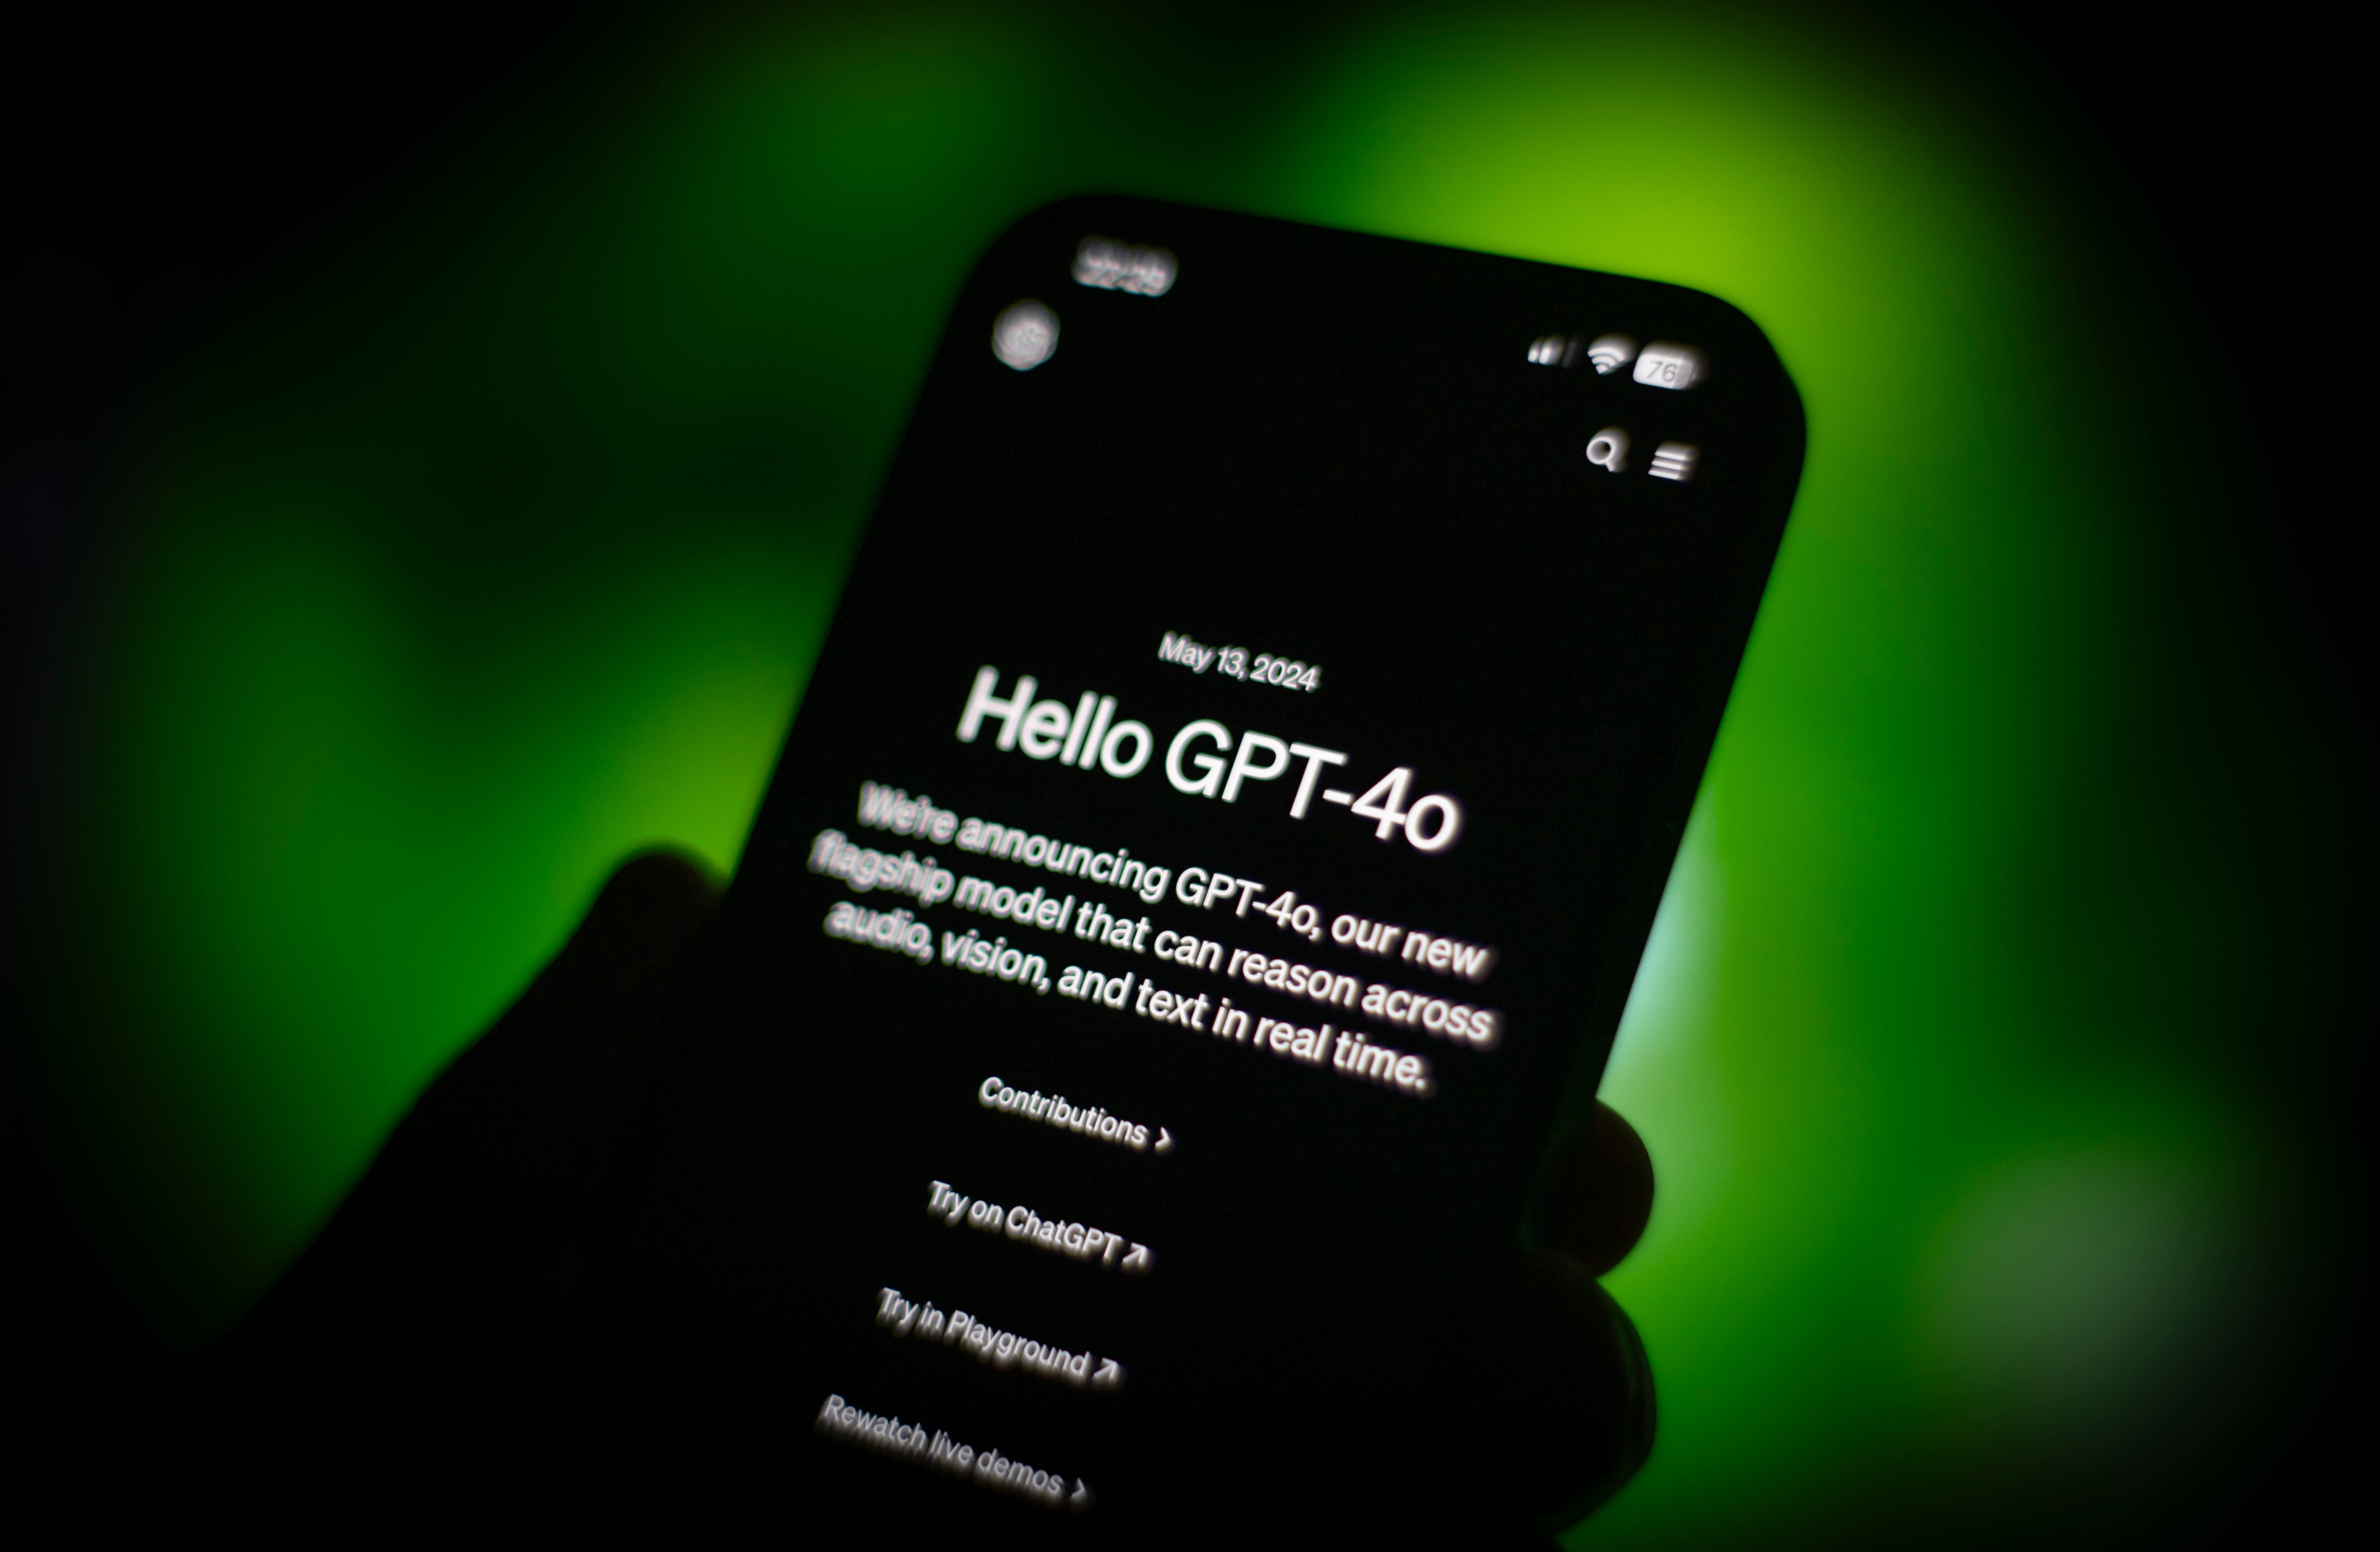 76
May 13, 2024
Hello GPT-4o
We're announcing GPT-4o, our new
flagship model that can reason across
audio, vision, and text in real time.
Contributions >
Try on ChatGPT ↗
Try in Playground ↗
Rewatch live demos >